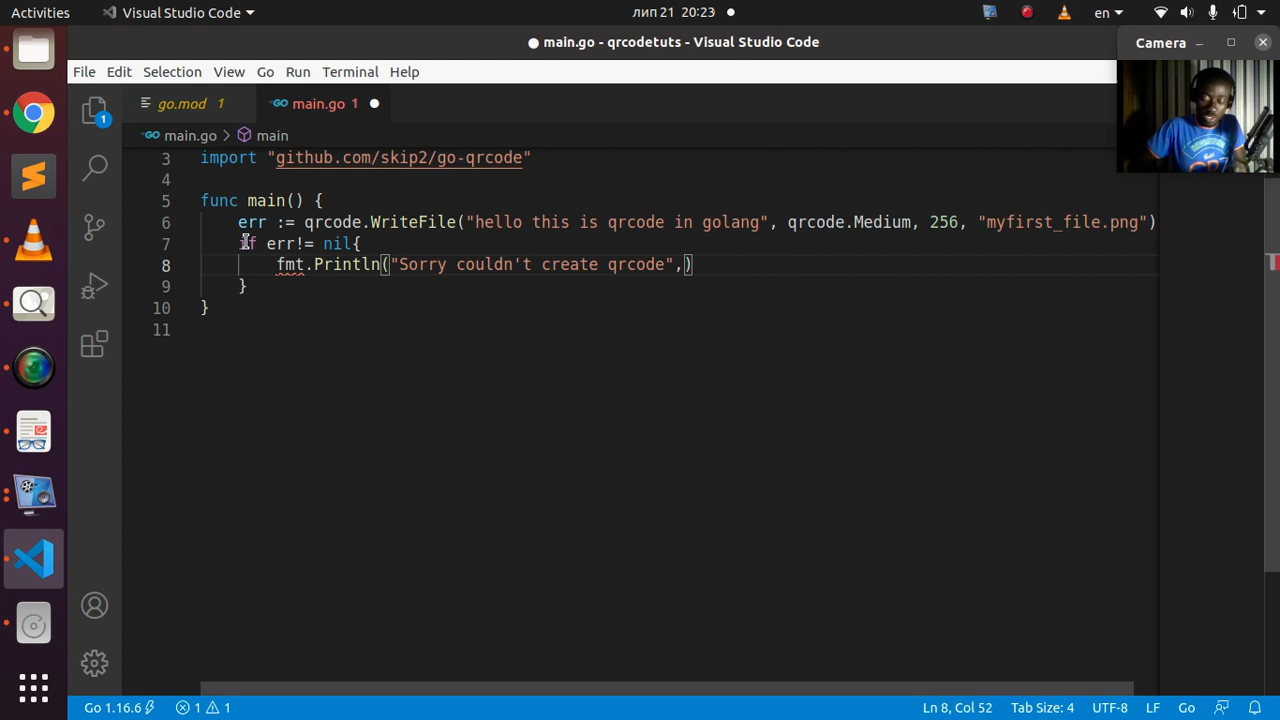 Activities Visual Studio Code лип 21 20:23 en
main.go - qrcodetuts - Visual Studio Code
Camera
File Edit Selection View Go Run Terminal Help
go.mod 1 main.go 1
main.go > main
3 import "github.com/skip2/go-qrcode"
4
5 func main() {
6 err := qrcode.WriteFile("hello this is qrcode in golang", qrcode.Medium, 256, "myfirst_file.png")
7 if err!= nil{
8 fmt.Println("Sorry couldn't create qrcode",)
9 }
10 }
11
1
Go 1.16.6 1 1 Ln 8, Col 52 Tab Size: 4 UTF-8 LF Go